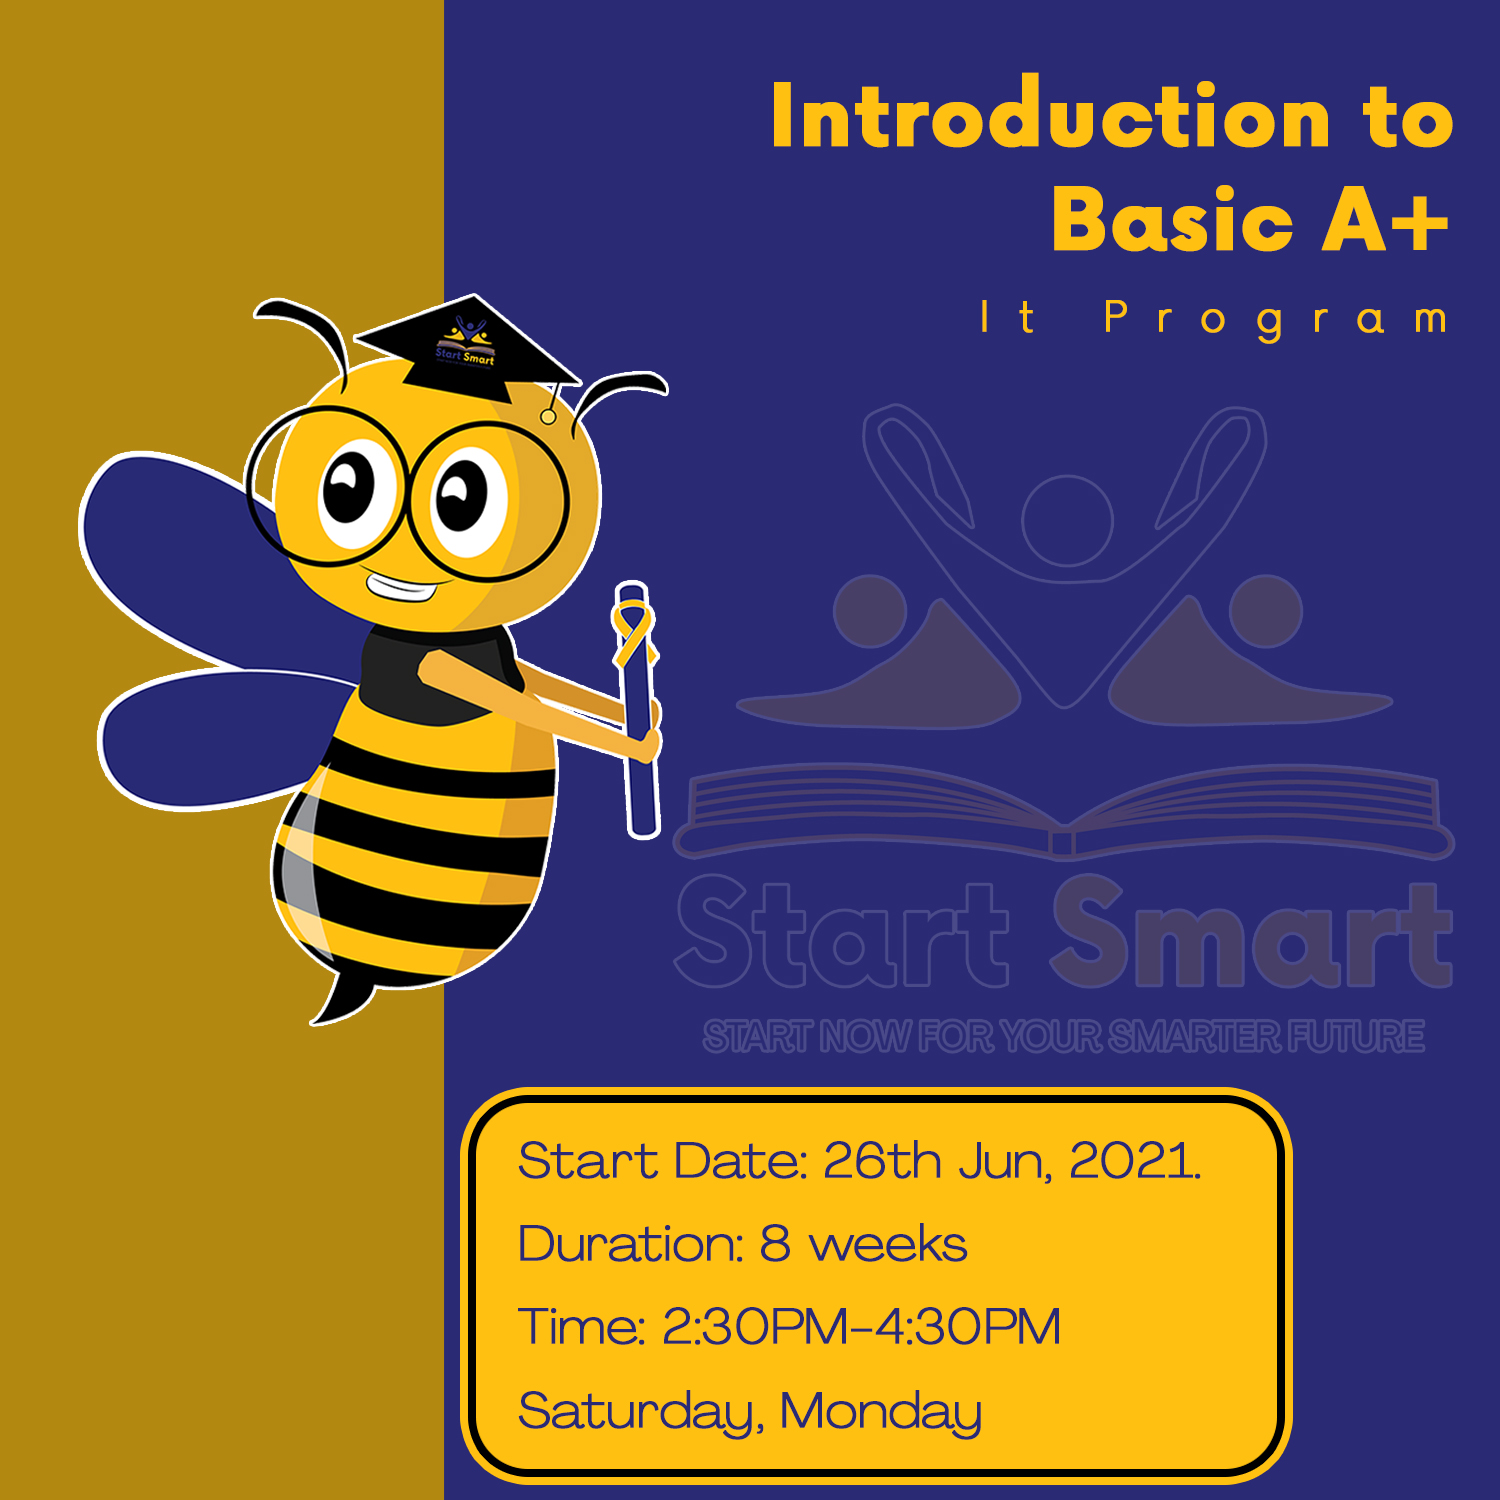 Introduction to
Basic A+
It Program
Start Smart
Start Smart
START NOW FOR YOUR SMARTER FUTURE
Start Date: 26th Jun, 2021.
Duration: 8 weeks
Time: 2:30PM-4:30PM
Saturday, Monday